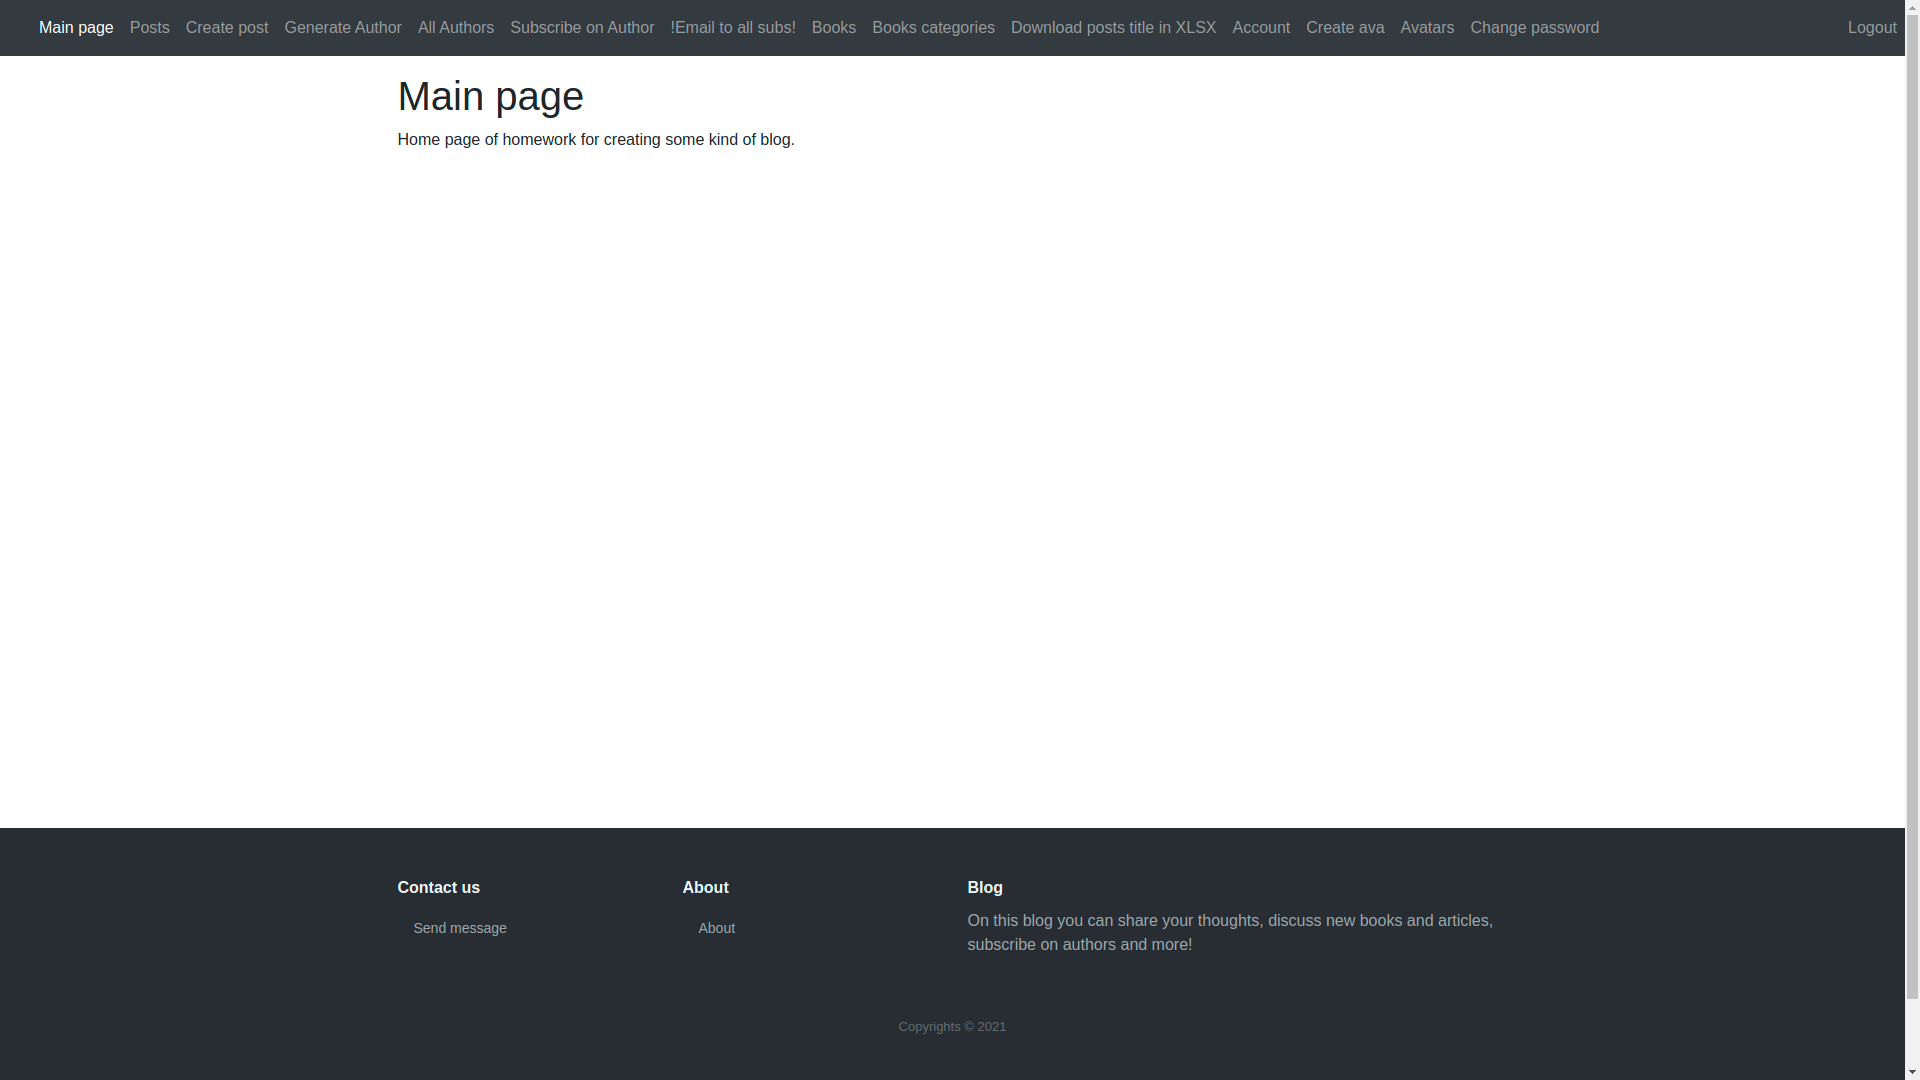 Main page Posts Create post Generate Author All Authors Subscribe on Author !Email to all subs! Books Books categories Download posts title in XLSX Account Create ava Avatars Change password Logout
Main page
Home page of homework for creating some kind of blog.
Contact us
Send message
About
About
Blog
On this blog you can share your thoughts, discuss new books and articles,
subscribe on authors and more!
Copyrights © 2021